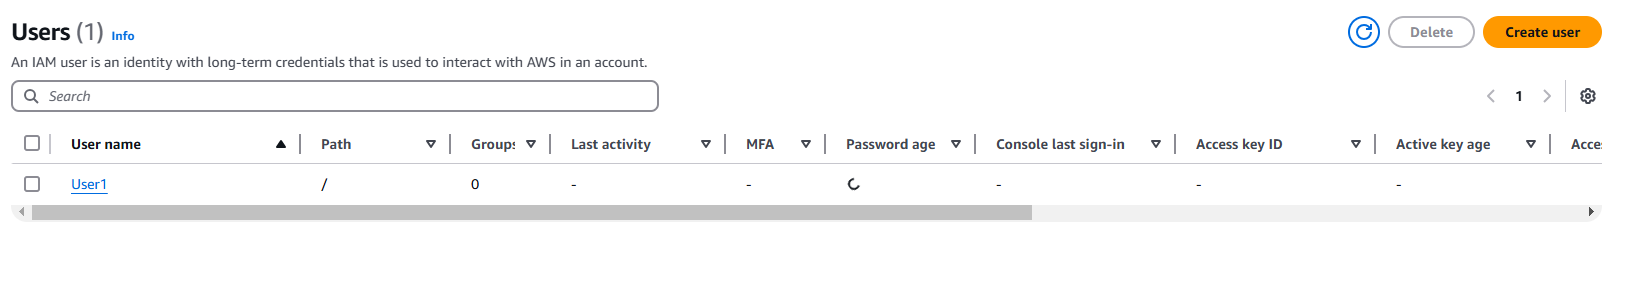 Users (1) Info
Delete
Create user
An IAM user is an identity with long-term credentials that is used to interact with AWS in an account.
Search
1
User name Path Groups Last activity MFA Password age Console last sign-in Access key ID Active key age Acces
User1 / 0 - - - - -